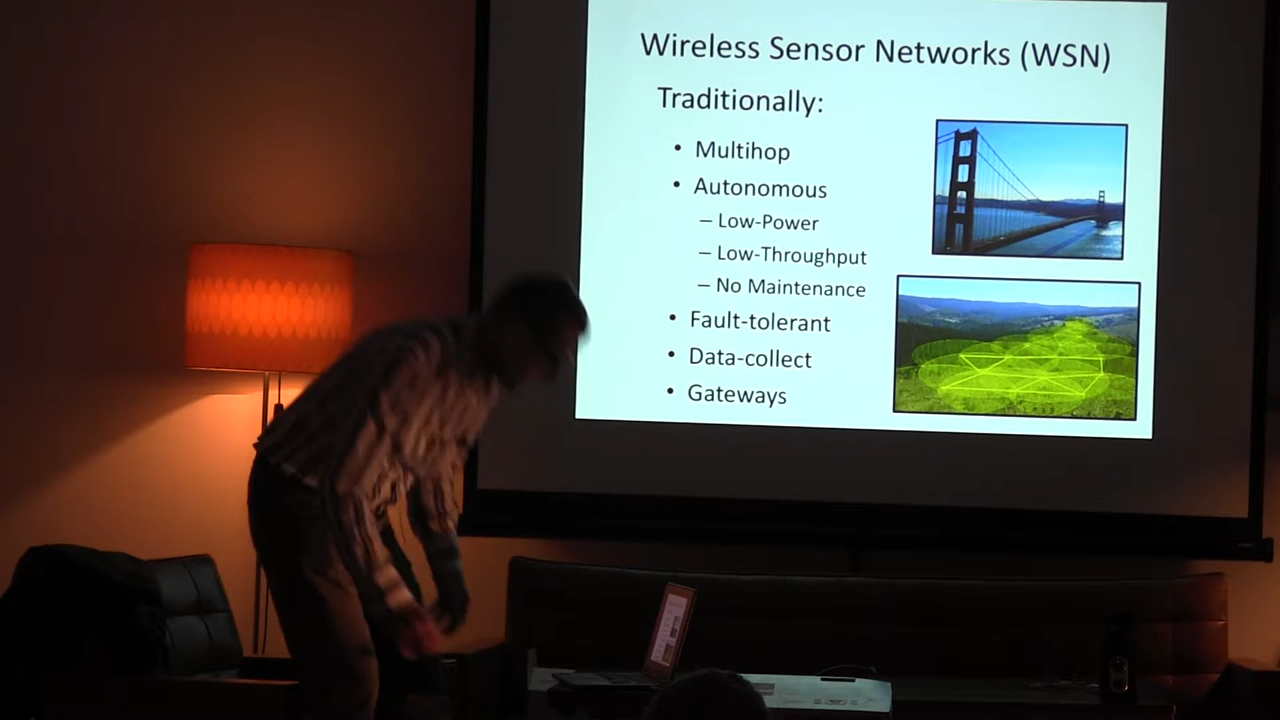 Wireless Sensor Networks (WSN)
Traditionally:
• Multihop
• Autonomous
– Low-Power
– Low-Throughput
– No Maintenance
• Fault-tolerant
• Data-collect
• Gateways